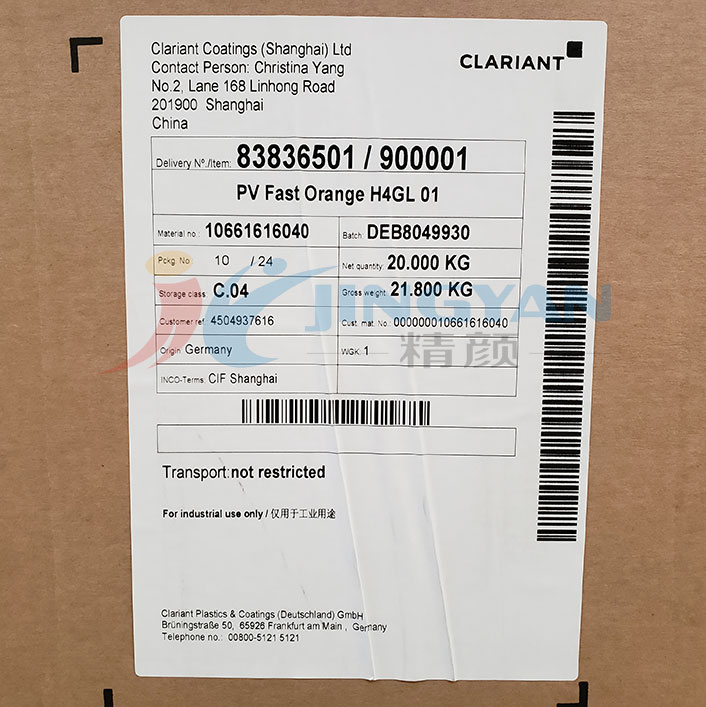 Clariant Coatings (Shanghai) Ltd
Contact Person: Christina Yang
No.2, Lane 168 Linhong Road
201900 Shanghai
China
CLARIANT
Delivery Nº./Item: 83836501 / 900001
PV Fast Orange H4GL 01
Material no.: 10661616040
Batch: DEB8049930
Pckg. No 10 / 24
Net quantity: 20.000 KG
Storage class: C.04
Gross weight: 21.800 KG
Customer ref. 4504937616
Cust. mat. No.: 000000010661616040
Origin Germany
WGK: 1
INCO-Terms: CIF Shanghai
JINGYAN
精颜
Transport: not restricted
For industrial use only / 仅用于工业用途
Clariant Plastics & Coatings (Deutschland) GmbH
Brüningstraße 50, 65926 Frankfurt am Main , Germany
Telephone no.: 00800-5121 5121